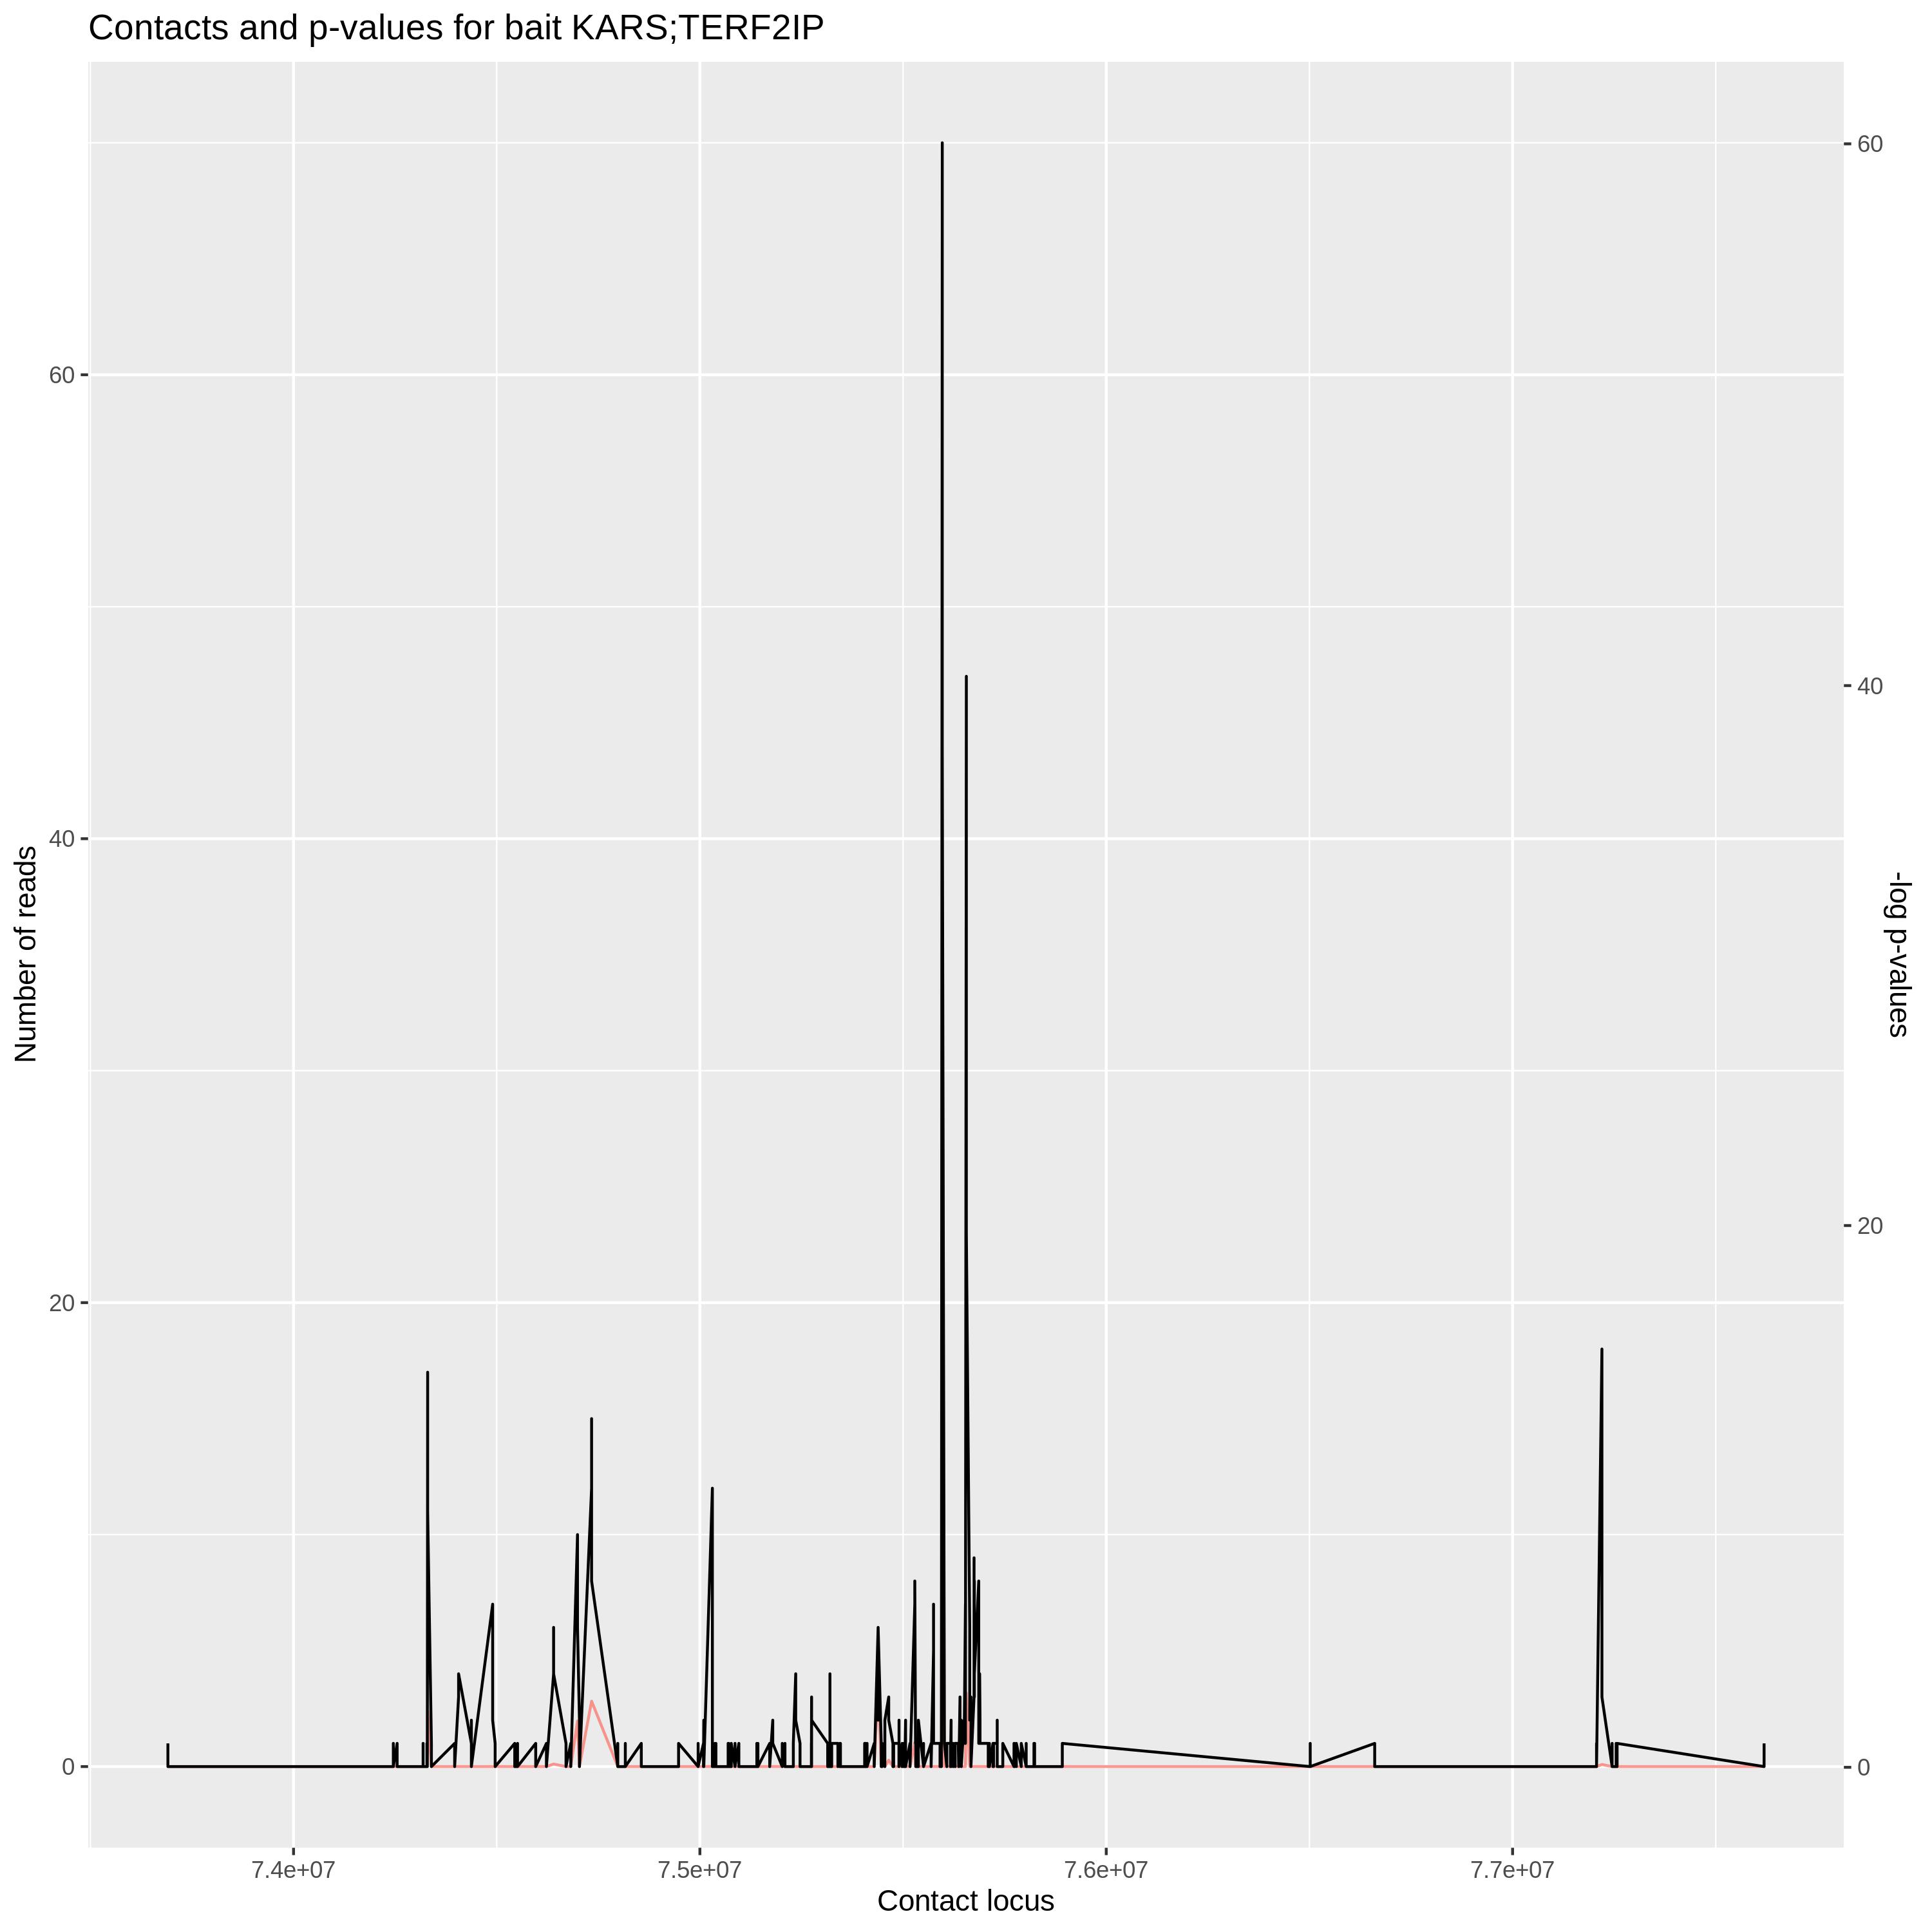 Contacts and p-values for bait KARS;TERF2IP
60
40
20
0
Number of reads
60
40
20
0
-log p-values
7.4e+07 7.5e+07 7.6e+07 7.7e+07
Contact locus